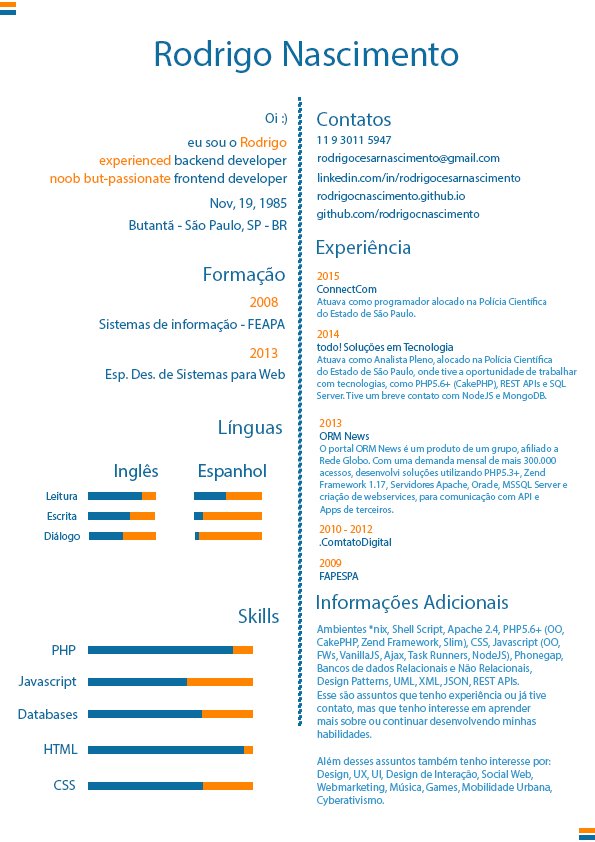 Rodrigo Nascimento
Oi :)
eu sou o Rodrigo
experienced backend developer
noob but-passionate frontend developer
Nov, 19, 1985
Butantã - São Paulo, SP - BR
Formação
2008
Sistemas de informação - FEAPA
2013
Esp. Des. de Sistemas para Web
Línguas
Inglês Espanhol
Leitura
Escrita
Diálogo
Skills
PHP
Javascript
Databases
HTML
CSS
Contatos
11 9 3011 5947
rodrigocesarnascimento@gmail.com
linkedin.com/in/rodrigocesarnascimento
rodrigocnascimento.github.io
github.com/rodrigocnascimento
Experiência
2015
ConnectCom
Atuava como programador alocado na Polícia Científica
do Estado de São Paulo.
2014
todo! Soluções em Tecnologia
Atuava como Analista Pleno, alocado na Polícia Científica
do Estado de São Paulo, onde tive a oportunidade de trabalhar
com tecnologias, como PHP5.6+ (CakePHP), REST APIs e SQL
Server. Tive um breve contato com NodeJS e MongoDB.
2013
ORM News
O portal ORM News é um produto de um grupo, afiliado a
Rede Globo. Com uma demanda mensal de mais 300.000
acessos, desenvolvi soluções utilizando PHP5.3+, Zend
Framework 1.17, Servidores Apache, Oracle, MSSQL Server e
criação de webservices, para comunicação com API e
Apps de terceiros.
2010 - 2012
.ComtatoDigital
2009
FAPESPA
Informações Adicionais
Ambientes *nix, Shell Script, Apache 2.4, PHP5.6+ (OO,
CakePHP, Zend Framework, Slim), CSS, Javascript (OO,
FWs, VanillaJS, Ajax, Task Runners, NodeJS), Phonegap,
Bancos de dados Relacionais e Não Relacionais,
Design Patterns, UML, XML, JSON, REST APIs.
Esse são assuntos que tenho experiência ou já tive
contato, mas que tenho interesse em aprender
mais sobre ou continuar desenvolvendo minhas
habilidades.
Além desses assuntos também tenho interesse por:
Design, UX, UI, Design de Interação, Social Web,
Webmarketing, Música, Games, Mobilidade Urbana,
Cyberativismo.